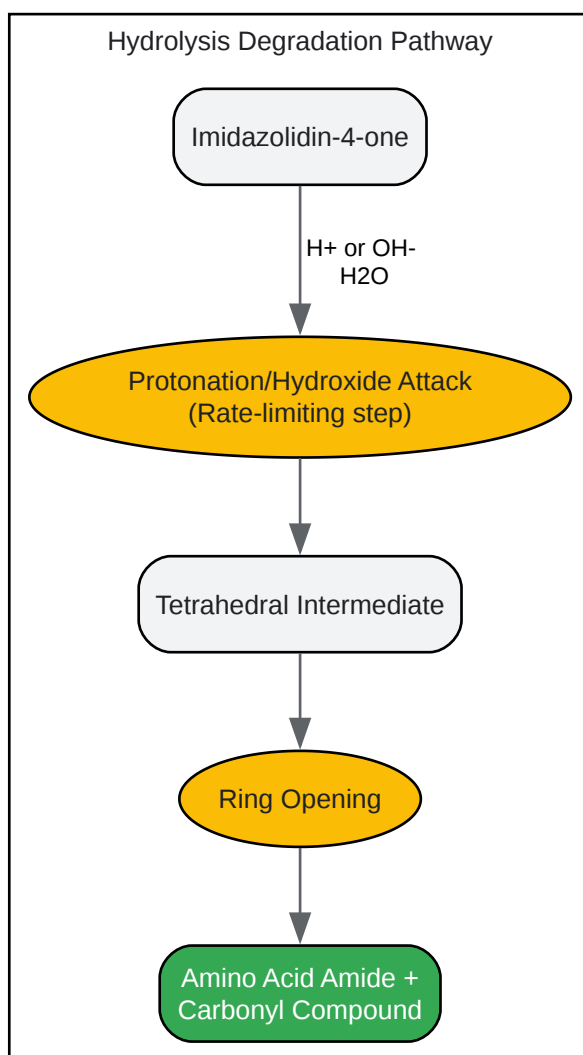 Hydrolysis Degradation Pathway
Imidazolidin-4-one
H+ or OH-
H2O
Protonation/Hydroxide Attack
(Rate-limiting step)
Tetrahedral Intermediate
Ring Opening
Amino Acid Amide +
Carbonyl Compound